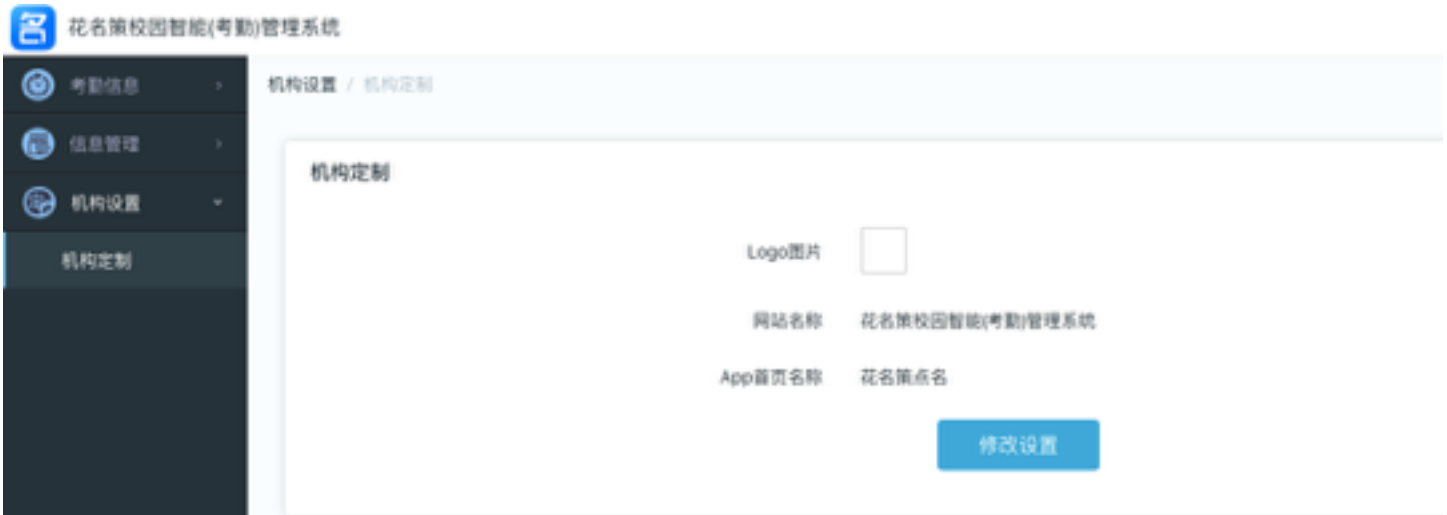 名
花名策校园智能(考勤)管理系统
考勤信息
信息管理
机构设置
机构定制
机构设置 / 机构定制
机构定制
Logo图片
网站名称 花名策校园智能(考勤)管理系统
App首页名称 花名策点名
修改设置